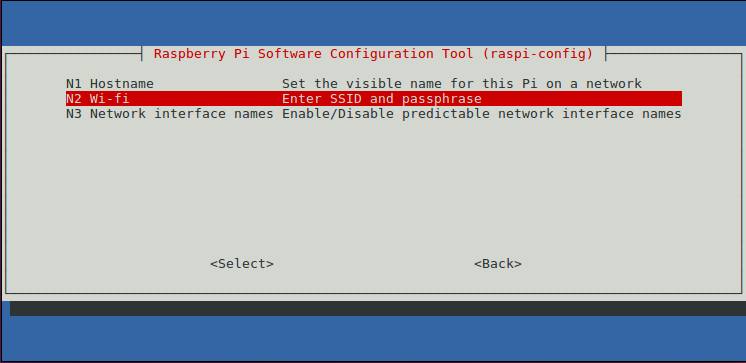 Raspberry Pi Software Configuration Tool (raspi-config)
N1 Hostname Set the visible name for this Pi on a network
N2 Wi-fi Enter SSID and passphrase
N3 Network interface names Enable/Disable predictable network interface names
<Select> <Back>